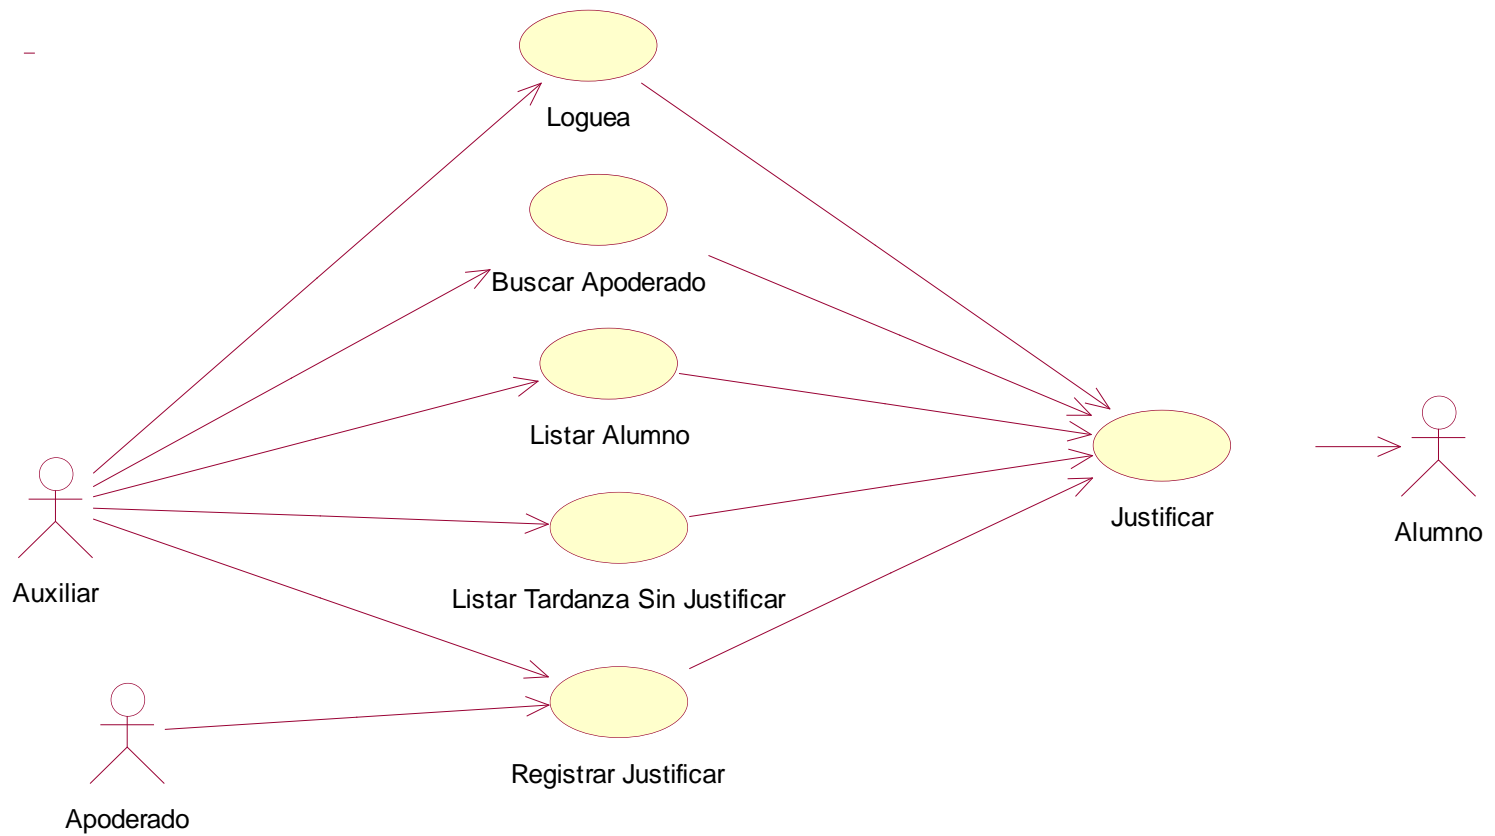 Loguea
Buscar Apoderado
Listar Alumno
Justificar
Alumno
Auxiliar
Listar Tardanza Sin Justificar
Registrar Justificar
Apoderado